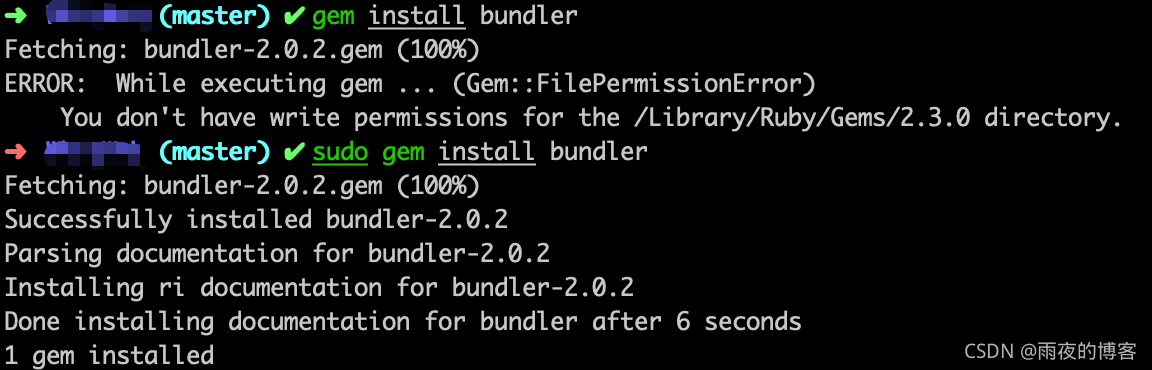 ➜ (master) ✔ gem install bundler
Fetching: bundler-2.0.2.gem (100%)
ERROR:  While executing gem ... (Gem::FilePermissionError)
    You don't have write permissions for the /Library/Ruby/Gems/2.3.0 directory.
➜ (master) ✔ sudo gem install bundler
Fetching: bundler-2.0.2.gem (100%)
Successfully installed bundler-2.0.2
Parsing documentation for bundler-2.0.2
Installing ri documentation for bundler-2.0.2
Done installing documentation for bundler after 6 seconds
1 gem installed
CSDN @雨夜的博客